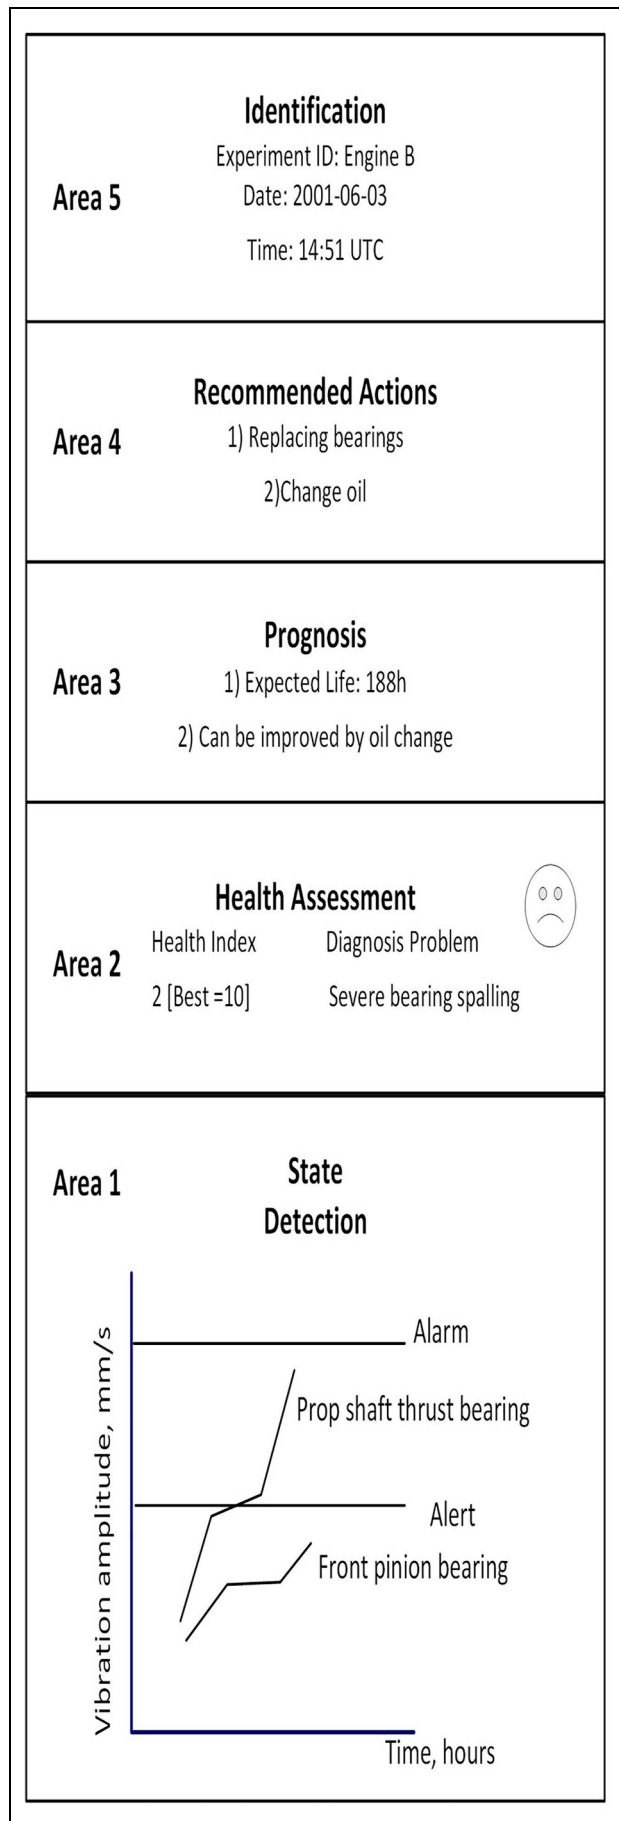 Area 5
Identification
Experiment ID: Engine B
Date: 2001-06-03
Time: 14:51 UTC
Area 4
Recommended Actions
1) Replacing bearings
2)Change oil
Area 3
Prognosis
1) Expected Life: 188h
2) Can be improved by oil change
Area 2
Health Assessment
Health Index
Diagnosis Problem
2 [Best =10]
Severe bearing spalling
Area 1
State
Detection
Vibration amplitude, mm/s
Alarm
Prop shaft thrust bearing
Alert
Front pinion bearing
Time, hours